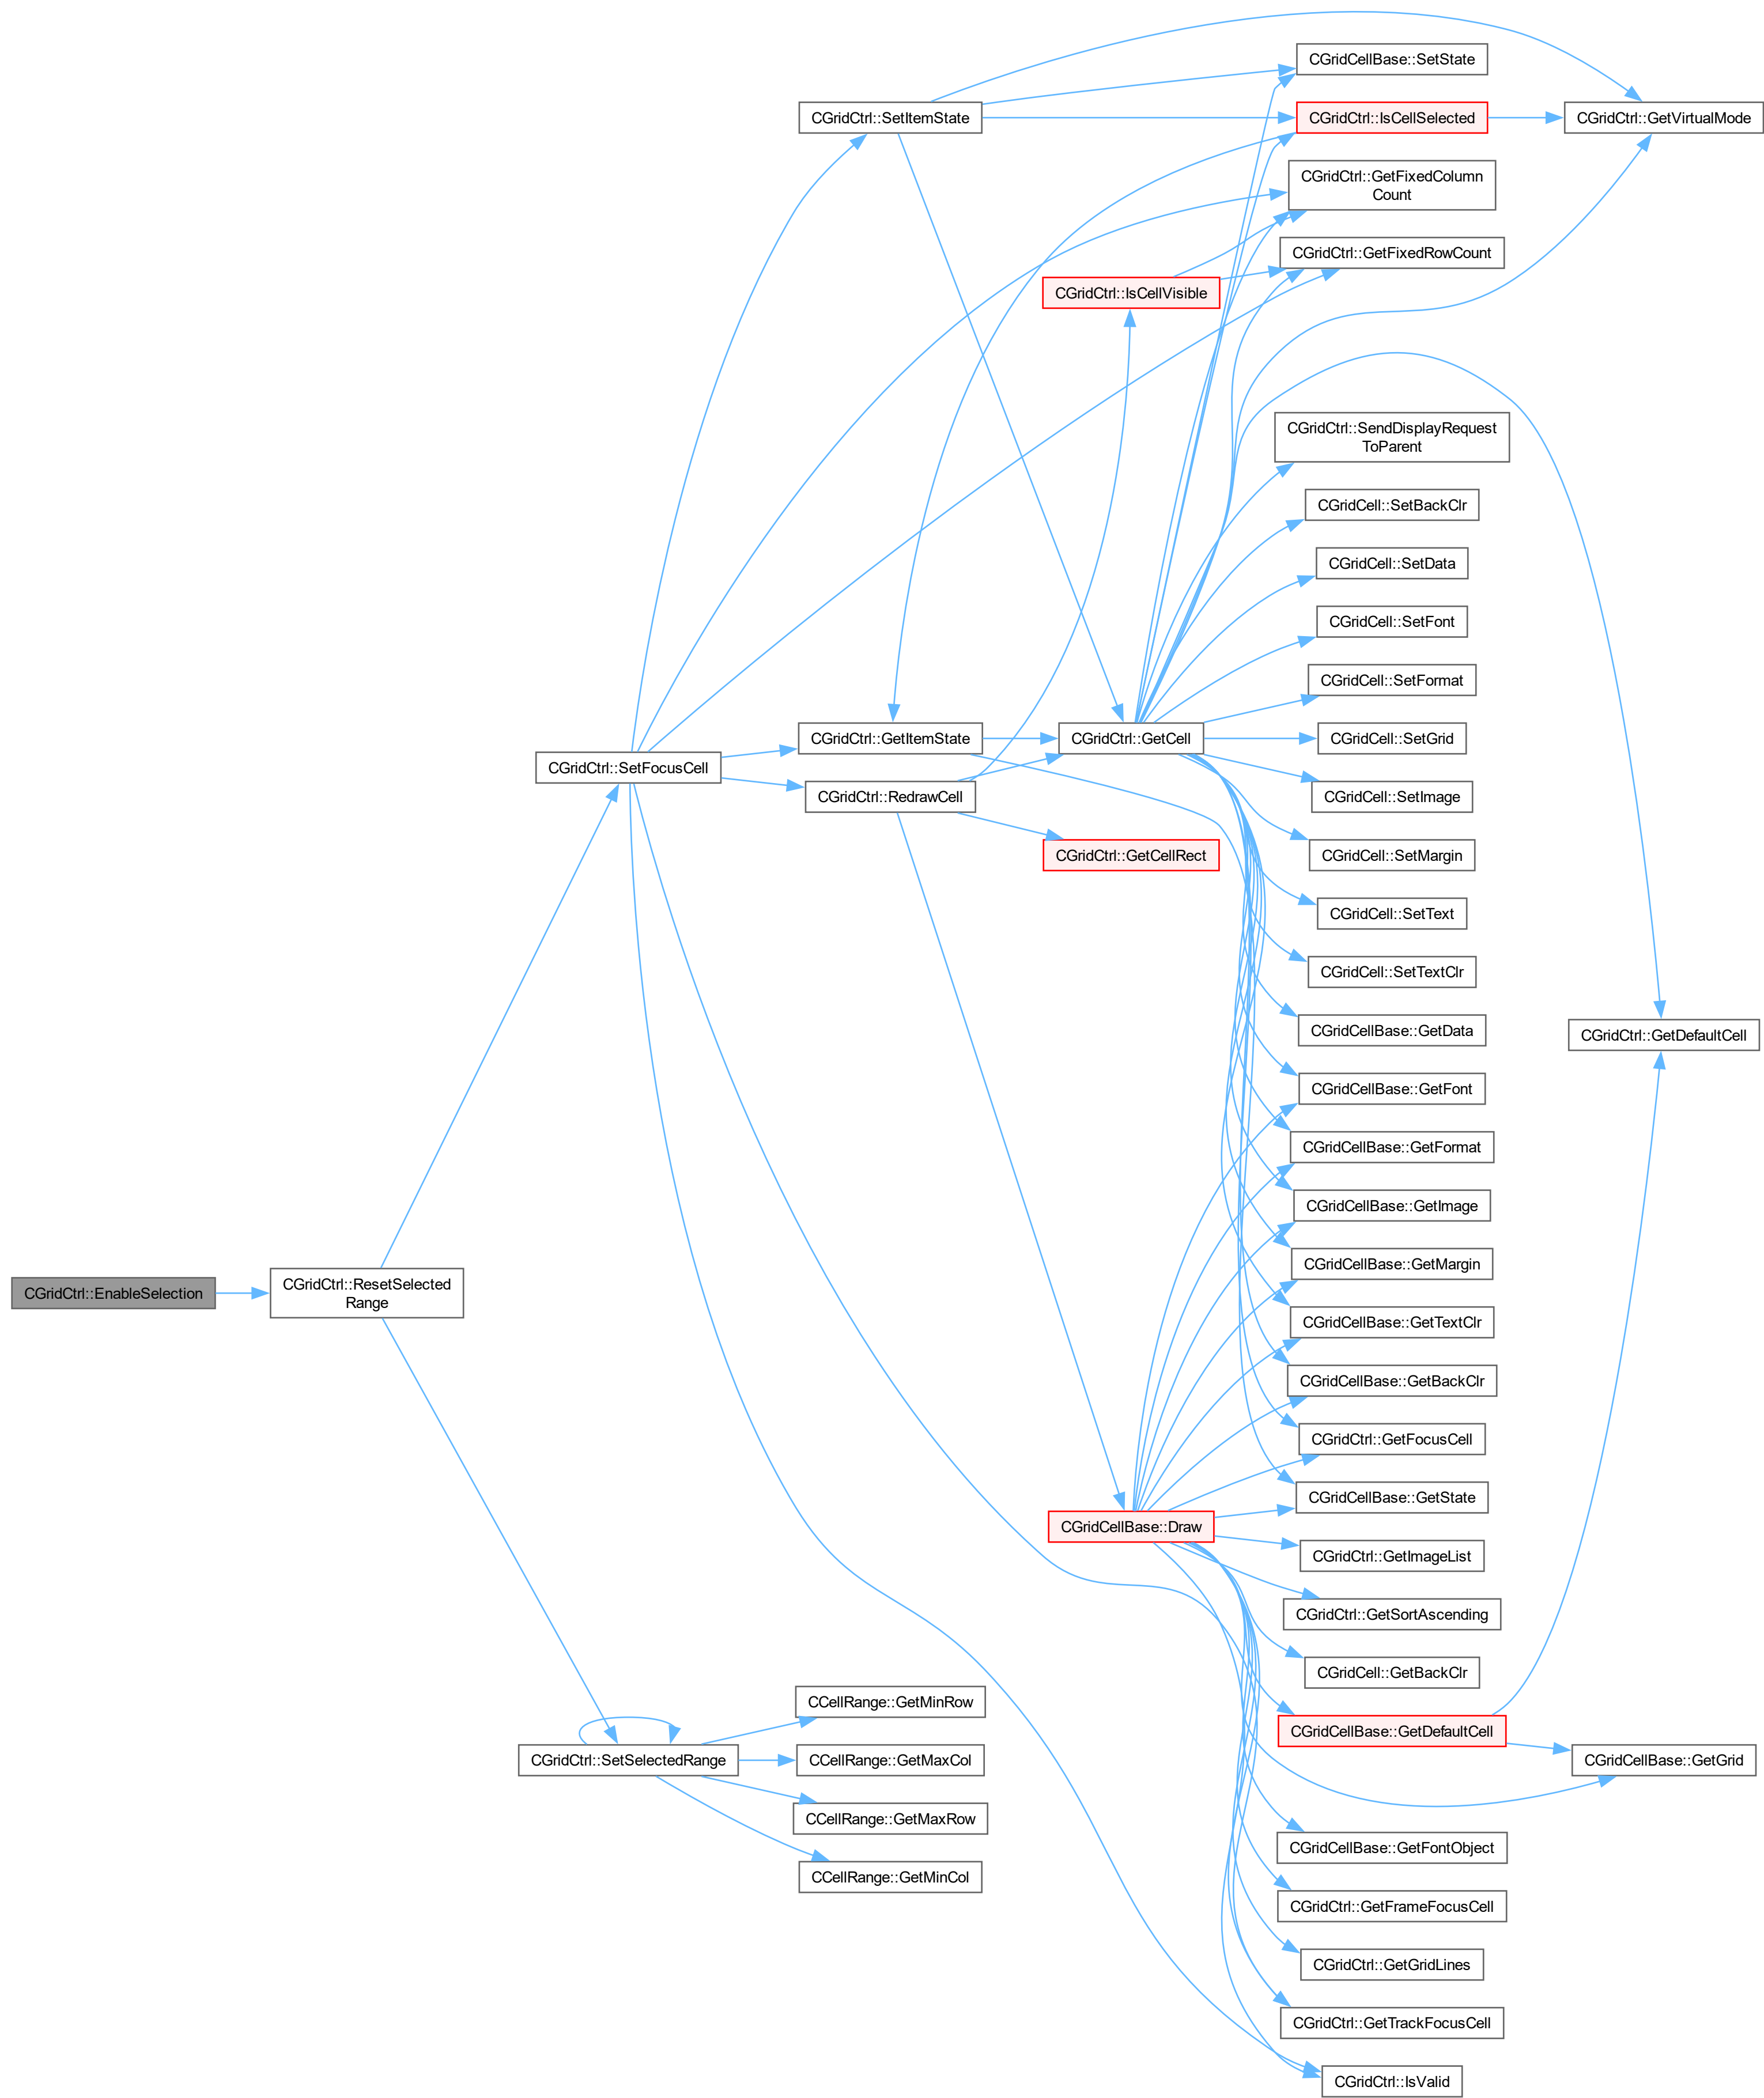 CGridCellBase::SetState
CGridCtrl::SetItemState
CGridCtrl::IsCellSelected
CGridCtrl::GetVirtualMode
CGridCtrl::GetFixedColumn
Count
CGridCtrl::GetFixedRowCount
CGridCtrl::IsCellVisible
CGridCtrl::SendDisplayRequest
ToParent
CGridCell::SetBackClr
CGridCell::SetData
CGridCell::SetFont
CGridCell::SetFormat
CGridCtrl::SetFocusCell
CGridCtrl::GetItemState
CGridCtrl::GetCell
CGridCell::SetGrid
CGridCtrl::RedrawCell
CGridCell::SetImage
CGridCtrl::GetCellRect
CGridCell::SetMargin
CGridCell::SetText
CGridCell::SetTextClr
CGridCellBase::GetData
CGridCtrl::GetDefaultCell
CGridCellBase::GetFont
CGridCellBase::GetFormat
CGridCellBase::GetImage
CGridCellBase::GetMargin
CGridCtrl::EnableSelection
CGridCtrl::ResetSelected
Range
CGridCellBase::GetTextClr
CGridCellBase::GetBackClr
CGridCtrl::GetFocusCell
CGridCellBase::GetState
CGridCellBase::Draw
CGridCtrl::GetImageList
CGridCtrl::GetSortAscending
CGridCell::GetBackClr
CCellRange::GetMinRow
CGridCellBase::GetDefaultCell
CGridCtrl::SetSelectedRange
CCellRange::GetMaxCol
CGridCellBase::GetGrid
CCellRange::GetMaxRow
CGridCellBase::GetFontObject
CCellRange::GetMinCol
CGridCtrl::GetFrameFocusCell
CGridCtrl::GetGridLines
CGridCtrl::GetTrackFocusCell
CGridCtrl::IsValid